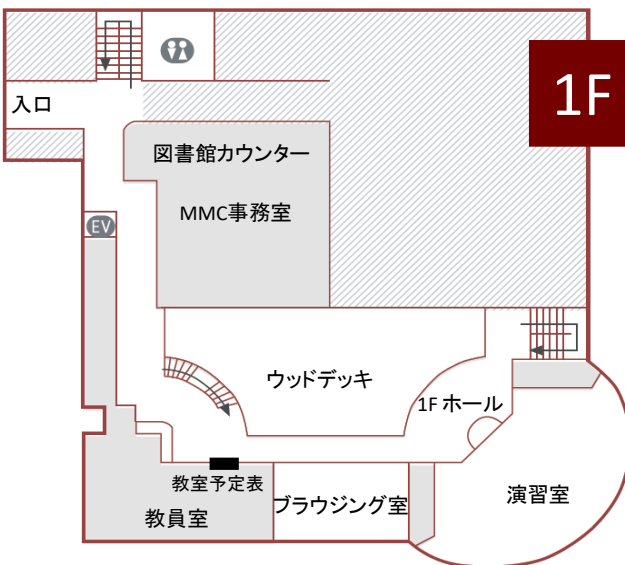 1F
入口
図書館カウンター
MMC事務室
EV
ウッドデッキ
1F ホール
教室予定表
教員室
ブラウジング室
演習室